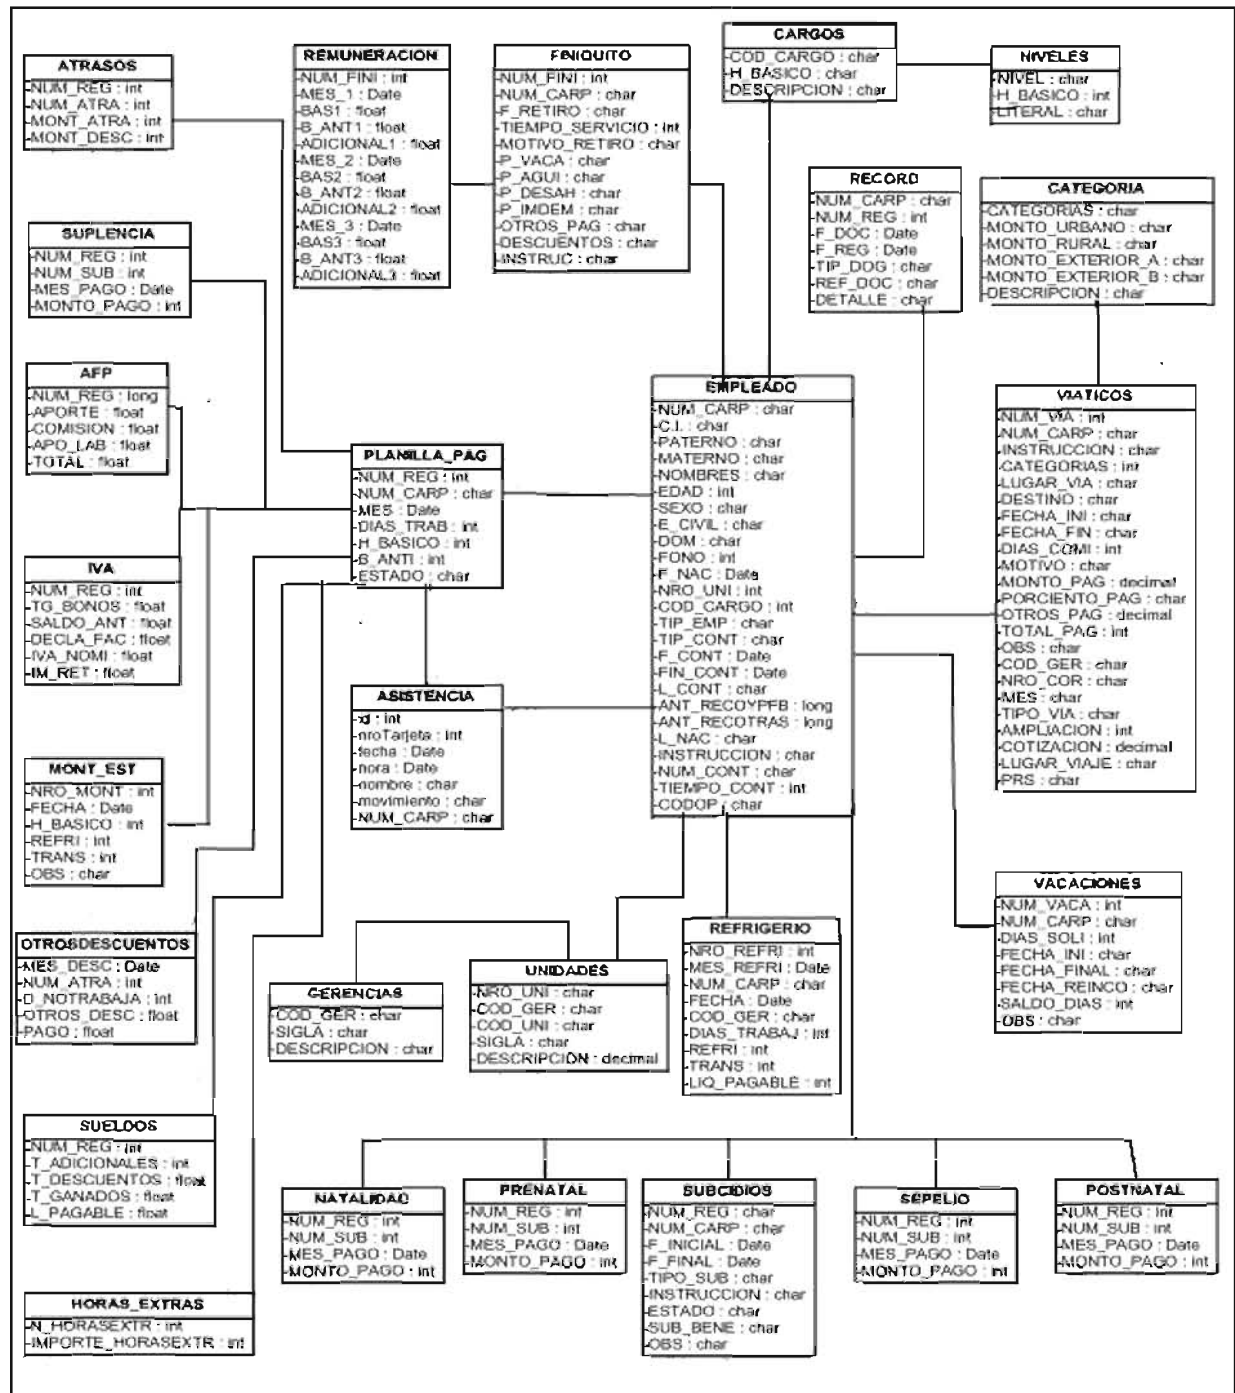 ATRASOS
-NUM_REG : int
-NUM_ATRA : int
-MONT_ATRA : int
-MONT_DESC : int
REMUNERACION
-NUM_FINI : int
-MES_1 : Date
-BAS1 : float
-B_ANT1 : float
-ADICIONAL1 : float
-MES_2 : Date
-BAS2 : float
-B_ANT2 : float
-ADICIONAL2 : float
-MES_3 : Date
-BAS3 : float
-B_ANT3 : float
-ADICIONAL3 : float
FINIQUITO
-NUM_FINI : int
-NUM_CARP : char
-F_RETIRO : char
-TIEMPO_SERVICIO : int
-MOTIVO_RETIRO : char
-P_VACA : char
-P_AGUI : char
-P_DESAH : char
-P_IMDEM : char
-OTROS_PAG : char
-DESCUENTOS : char
-INSTRUC : char
CARGOS
-COD_CARGO : char
-H_BASICO : char
-DESCRIPCION : char
NIVELES
-NIVEL : char
-H_BASICO : int
-LITERAL : char
RECORD
-NUM_CARP : char
-NUM_REG : int
-F_DOC : Date
-F_REG : Date
-TIP_DOG : char
-REF_DOC : char
-DETALLE : char
CATEGORIA
-CATEGORIAS : char
-MONTO_URBANO : char
-MONTO_RURAL : char
-MONTO_EXTERIOR_A : char
-MONTO_EXTERIOR_B : char
-DESCRIPCION : char
SUPLENCIA
-NUM_REG : int
-NUM_SUB : int
-MES_PAGO : Date
-MONTO_PAGO : int
AFP
-NUM_REG : long
-APORTE : float
-COMISION : float
-APO_LAB : float
-TOTAL : float
PLANILLA_PAG
-NUM_REG : int
-NUM_CARP : char
-MES : Date
-DIAS_TRAB : int
-H_BASICO : int
-B_ANTI : int
-ESTADO : char
EMPLEADO
-NUM_CARP : char
-C.I. : char
-PATERNO : char
-MATERNO : char
-NOMBRES : char
-EDAD : int
-SEXO : char
-E_CIVIL : char
-DOM : char
-FONO : int
-F_NAC : Date
-NRO_UNI : int
-COD_CARGO : int
-TIP_EMP : char
-TIP_CONT : char
-F_CONT : Date
-FIN_CONT : Date
-L_CONT : char
-ANT_RECOYPFB : long
-ANT_RECOTRAS : long
-L_NAC : char
-INSTRUCCION : char
-NUM_CONT : char
-TIEMPO_CONT : int
-CODOP : char
VIATICOS
-NUM_VIA : int
-NUM_CARP : char
-INSTRUCCION : char
-CATEGORIAS : int
-LUGAR_VIA : char
-DESTINO : char
-FECHA_INI : char
-FECHA_FIN : char
-DIAS_COMI : int
-MOTIVO : char
-MONTO_PAG : decimal
-PORCIENTO_PAG : char
-OTROS_PAG : decimal
-TOTAL_PAG : int
-OBS : char
-COD_GER : char
-NRO_COR : char
-MES : char
-TIPO_VIA : char
-AMPLIACION : int
-COTIZACION : decimal
-LUGAR_VIAJE : char
-PRS : char
IVA
-NUM_REG : int
-TG_BONOS : float
-SALDO_ANT : float
-DECLA_FAC : float
-IVA_NOMI : float
-IM_RET : float
ASISTENCIA
-id : int
-nroTarjeta : int
-fecha : Date
-hora : Date
-nombre : char
-movimiento : char
-NUM_CARP : char
MONT_EST
-NRO_MONT : int
-FECHA : Date
-H_BASICO : int
-REFRI : int
-TRANS : int
-OBS : char
VACACIONES
-NUM_VACA : int
-NUM_CARP : char
-DIAS_SOLI : int
-FECHA_INI : char
-FECHA_FINAL : char
-FECHA_REINCO : char
-SALDO_DIAS : int
-OBS : char
OTROSDESCUENTOS
-MES_DESC : Date
-NUM_ATRA : int
-D_NOTRABAJA : int
-OTROS_DESC : float
-PAGO : float
GERENCIAS
-COD_GER : char
-SIGLA : char
-DESCRIPCION : char
UNIDADES
-NRO_UNI : char
-COD_GER : char
-COD_UNI : char
-SIGLA : char
-DESCRIPCION : decimal
REFRIGERIO
-NRO_REFRI : int
-MES_REFRI : Date
-NUM_CARP : char
-FECHA : Date
-COD_GER : char
-DIAS_TRABAJ : int
-REFRI : int
-TRANS : int
-LIQ_PAGABLE : int
SUELDOS
-NUM_REG : int
-T_ADICIONALES : int
-T_DESCUENTOS : float
-T_GANADOS : float
-L_PAGABLE : float
NATALIDAD
-NUM_REG : int
-NUM_SUB : int
-MES_PAGO : Date
-MONTO_PAGO : int
PRENATAL
-NUM_REG : int
-NUM_SUB : int
-MES_PAGO : Date
-MONTO_PAGO : int
SUBCIDIOS
-NUM_REG : char
-NUM_CARP : char
-F_INICIAL : Date
-F_FINAL : Date
-TIPO_SUB : char
-INSTRUCCION : char
-ESTADO : char
-SUB_BENE : char
-OBS : char
SEPELIO
-NUM_REG : int
-NUM_SUB : int
-MES_PAGO : Date
-MONTO_PAGO : int
POSTNATAL
-NUM_REG : int
-NUM_SUB : int
-MES_PAGO : Date
-MONTO_PAGO : int
HORAS_EXTRAS
-N_HORASEXTR : int
-IMPORTE_HORASEXTR : int